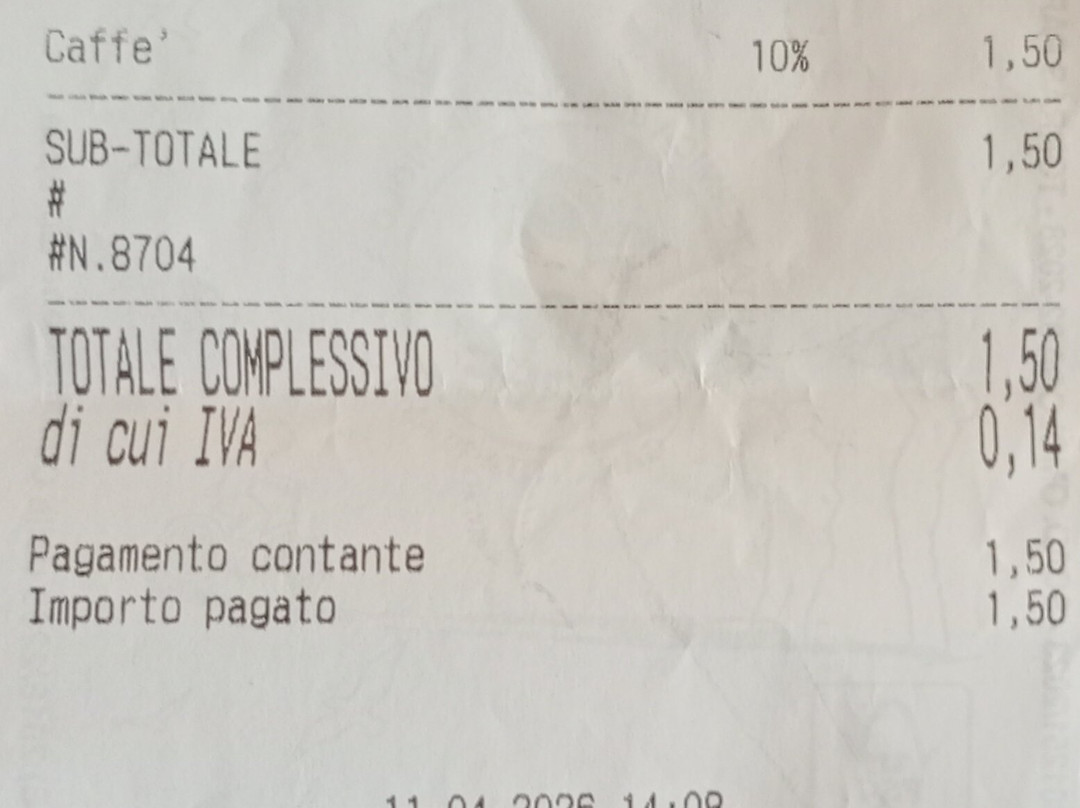 Caffe' 10% 1,50
SUB-TOTALE 1,50
#
#N.8704
TOTALE COMPLESSIVO 1,50
di cui IVA 0,14
Pagamento contante 1,50
Importo pagato 1,50